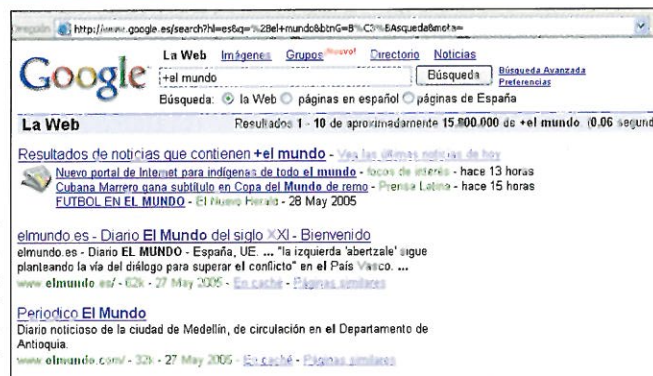 Dirección http://www.google.es/search?hl=es&q=%2Bel+mundo&btnG=B%C3%BAsqueda&meta=
La Web Imágenes Grupos ¡Nuevo! Directorio Noticias
Google
+el mundo Búsqueda Búsqueda Avanzada
Preferencias
Búsqueda: la Web páginas en español páginas de España
La Web Resultados 1 - 10 de aproximadamente 15.800.000 de +el mundo. (0,06 segund
Resultados de noticias que contienen +el mundo - Vea las últimas noticias de hoy
Nuevo portal de Internet para indígenas de todo el mundo - focos de interés - hace 13 horas
Cubana Marrero gana subtítulo en Copa del Mundo de remo - Prensa Latina - hace 15 horas
FUTBOL EN EL MUNDO - El Nuevo Herald - 28 May 2005
elmundo.es - Diario El Mundo del siglo XXI - Bienvenido
elmundo.es - Diario EL MUNDO - España, UE. ... "la izquierda 'abertzale' sigue
planteando la vía del diálogo para superar el conflicto" en el País Vasco. ...
www.elmundo.es/ - 62k - 27 May 2005 - En caché - Páginas similares
Periodico El Mundo
Diario noticioso de la ciudad de Medellín, de circulación en el Departamento de
Antioquia.
www.elmundo.com/ - 32k - 27 May 2005 - En caché - Páginas similares